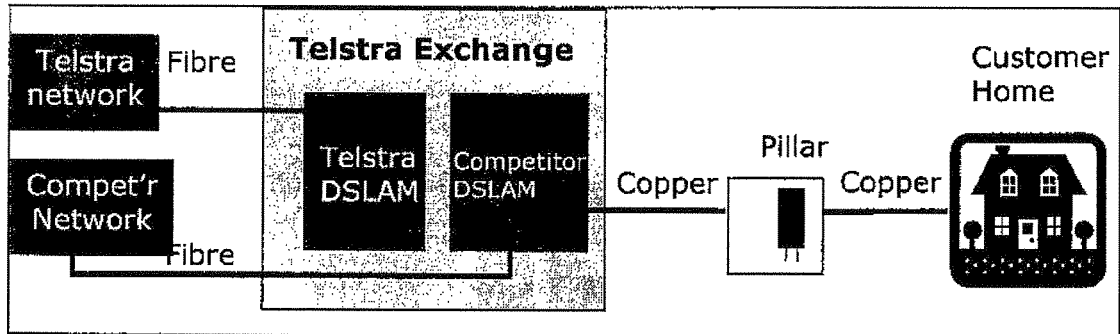 Telstra Exchange
Telstra
network
Fibre
Compet'r
Network
Fibre
Telstra
DSLAM
Competitor
DSLAM
Copper
Pillar
Copper
Customer
Home